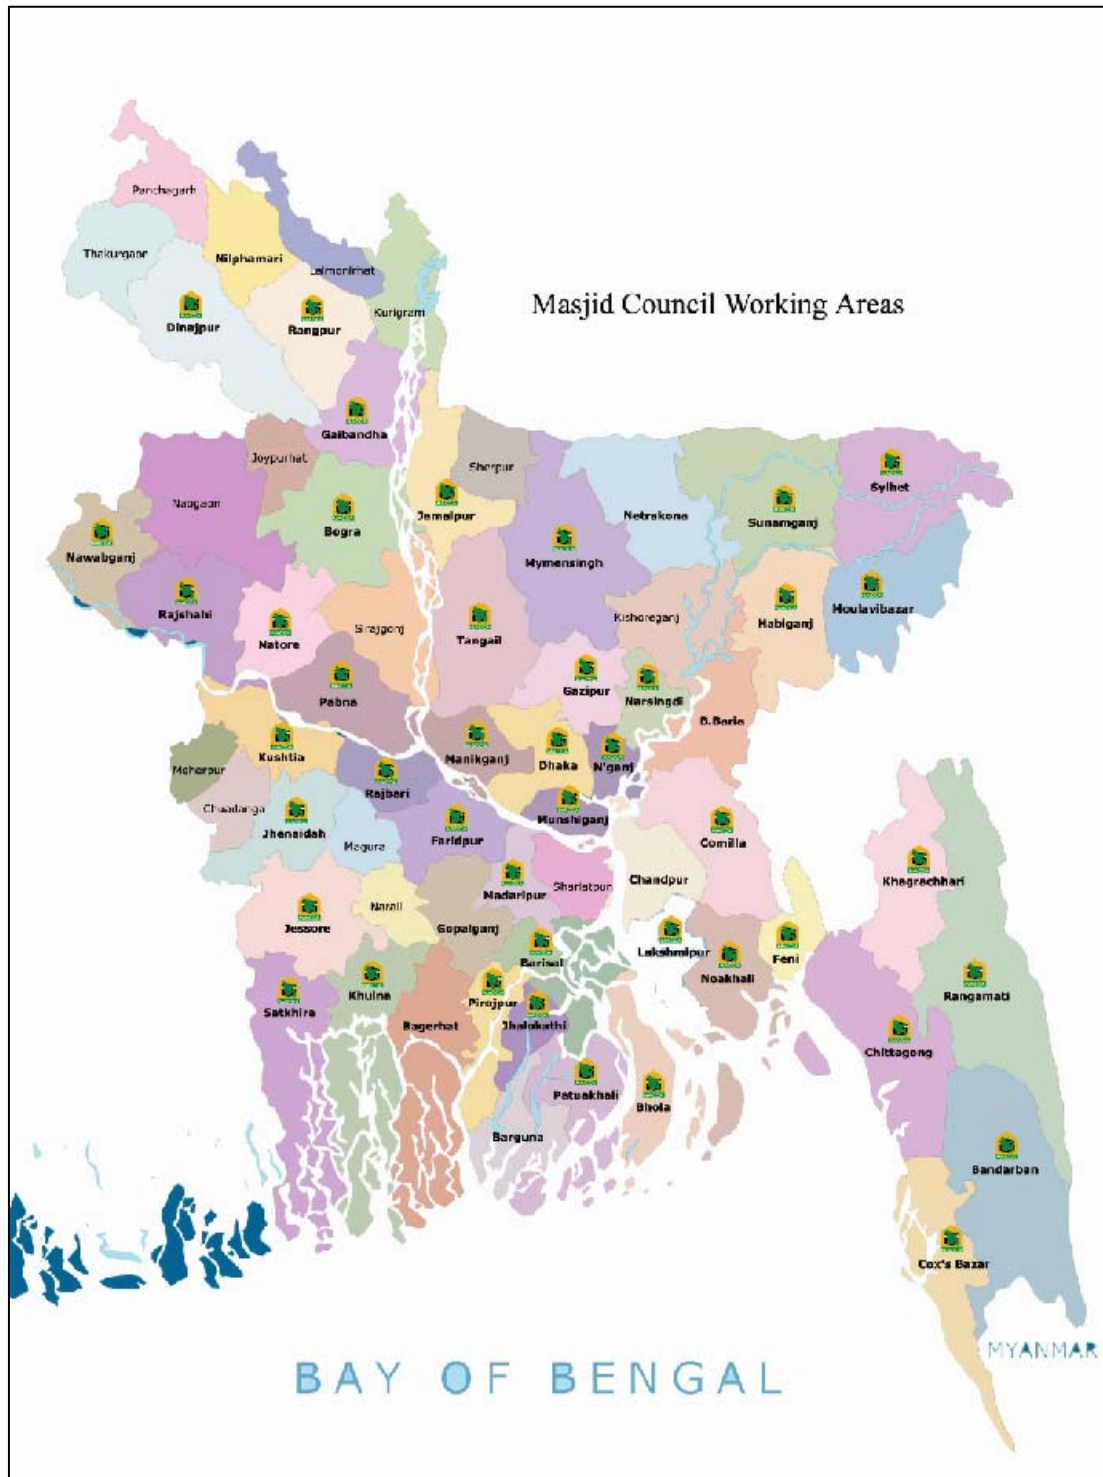 Panchagarh
Thakurgaon
Nilphamari
Lalmonirhat
Dinajpur
Rangpur
Kurigram
Masjid Council Working Areas
Gaibandha
Joypurhat
Sherpur
Naogaon
Bogra
Jamalpur
Netrakona
Sunamganj
Sylhet
Nawabganj
Mymensingh
Rajshahi
Natore
Sirajgonj
Tangail
Kishoreganj
Habiganj
Moulavibazar
Pabna
Gazipur
Narsingdi
B.Baria
Kushtia
Manikganj
Dhaka
N'ganj
Meherpur
Rajbari
Chuadanga
Jhenaidah
Magura
Faridpur
Munshiganj
Comilla
Khagrachhari
Madaripur
Shariatpur
Chandpur
Narail
Jessore
Gopalganj
Barisal
Lakshmipur
Noakhali
Feni
Rangamati
Satkhira
Khulna
Bagerhat
Pirojpur
Jhalokathi
Chittagong
Patuakhali
Bhola
Barguna
Bandarban
Cox's Bazar
MYANMAR
BAY OF BENGAL